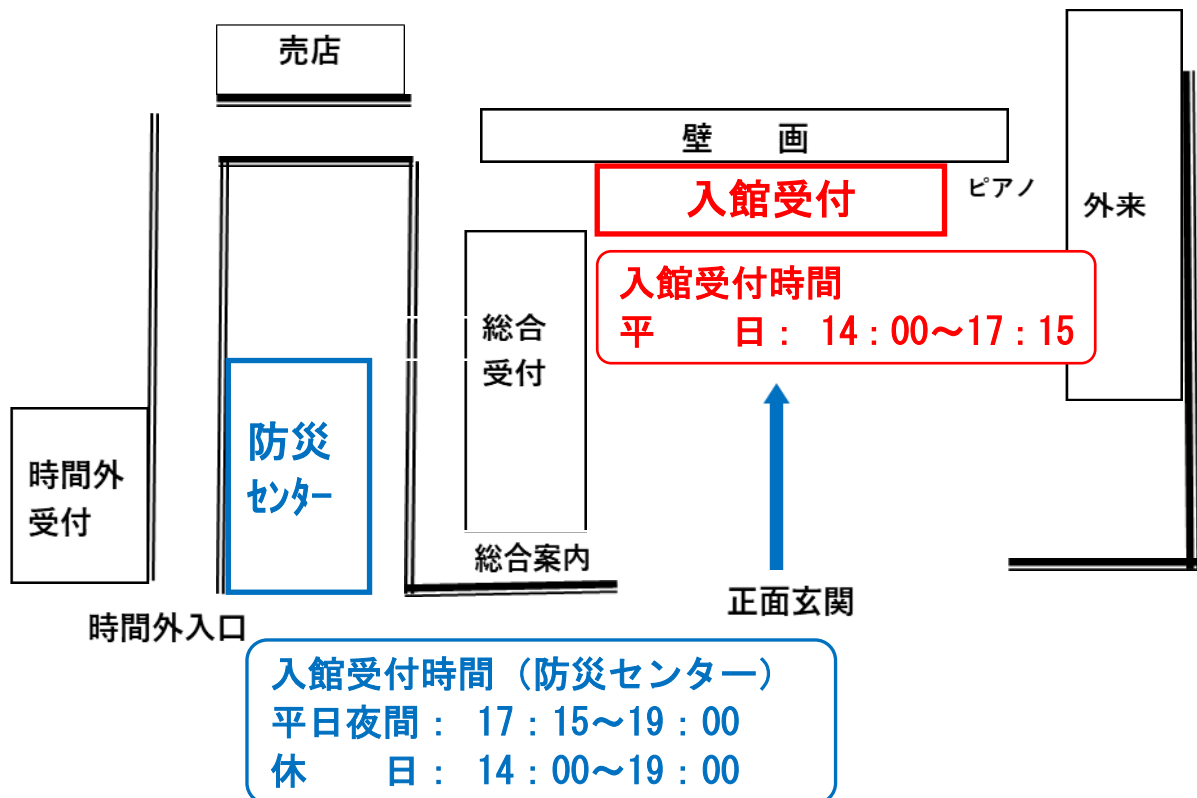 売店
壁　画
入館受付
ピアノ
外来
入館受付時間
平　　日： 14：00～17：15
総合
受付
防災
センター
時間外
受付
総合案内
正面玄関
時間外入口
入館受付時間（防災センター）
平日夜間： 17：15～19：00
休　　日： 14：00～19：00